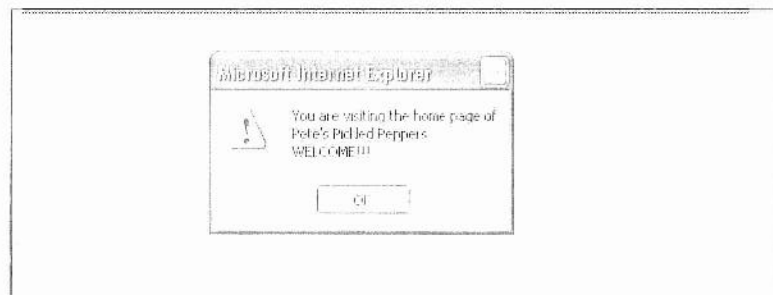 Microsoft Internet Explorer
You are visiting the home page of
Pete's Pickled Peppers
WELCOME!!!
OK